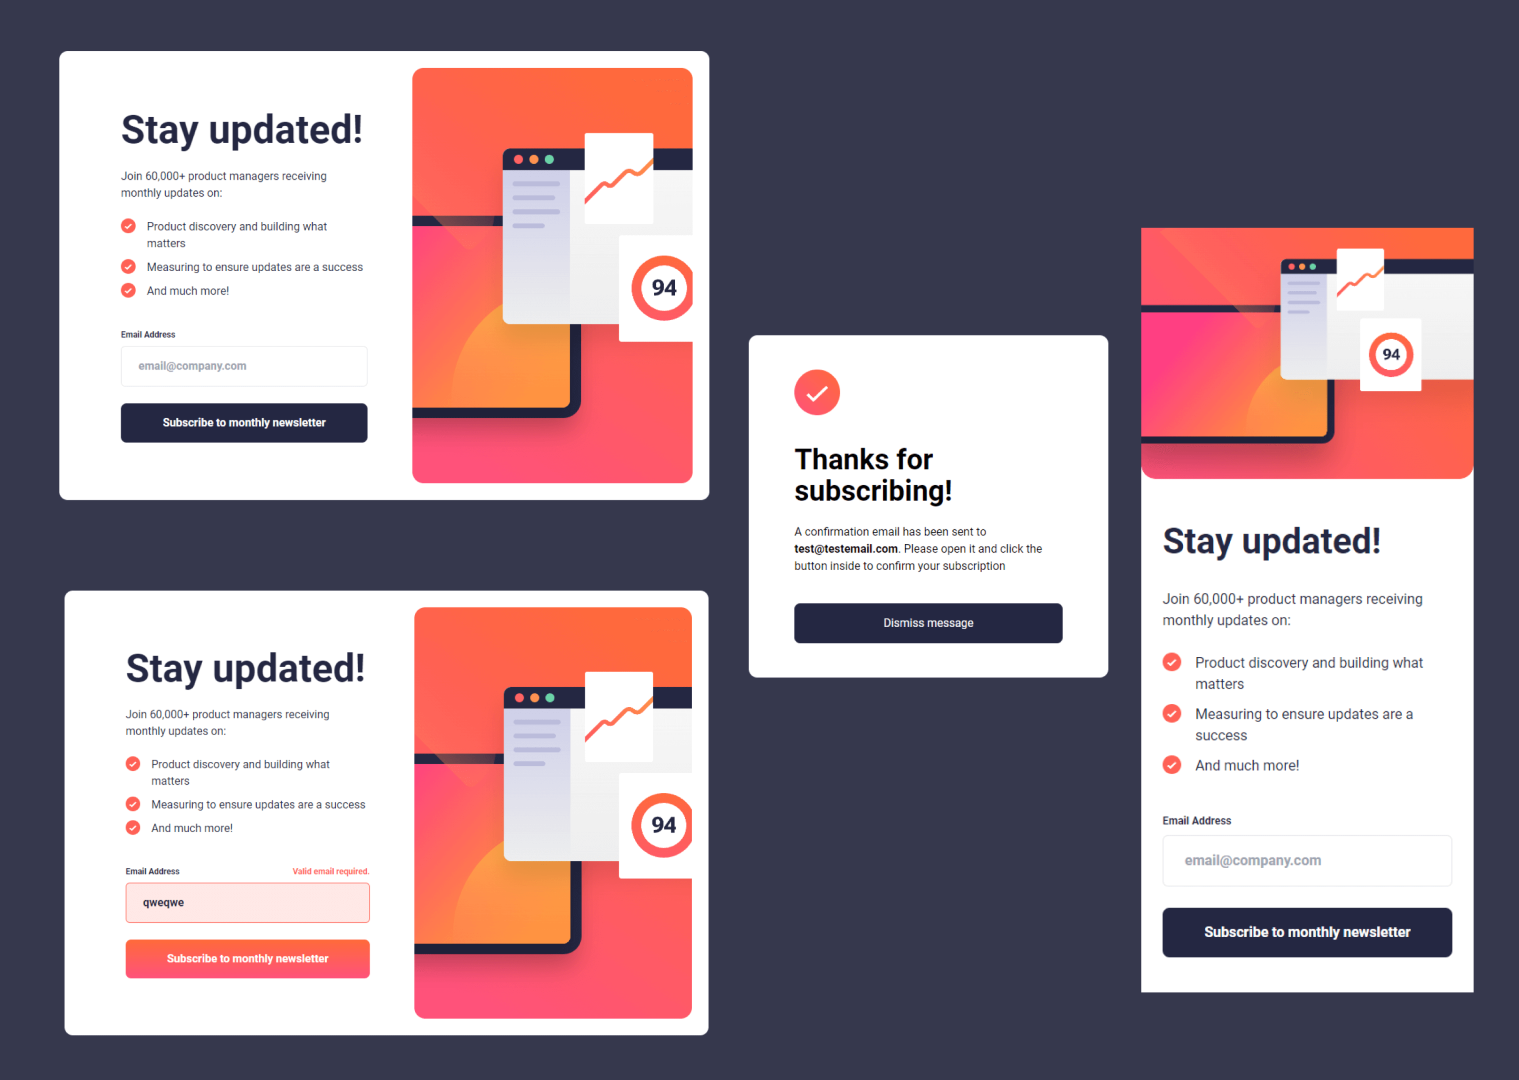 Stay updated!
Join 60,000+ product managers receiving
monthly updates on:
Product discovery and building what
matters
Measuring to ensure updates are a success
And much more!
Email Address
email@company.com
Subscribe to monthly newsletter
94
Stay updated!
Join 60,000+ product managers receiving
monthly updates on:
Product discovery and building what
matters
Measuring to ensure updates are a success
And much more!
Email Address Valid email required.
qweqwe
Subscribe to monthly newsletter
94
Thanks for
subscribing!
A confirmation email has been sent to
test@testemail.com. Please open it and click the
button inside to confirm your subscription
Dismiss message
94
Stay updated!
Join 60,000+ product managers receiving
monthly updates on:
Product discovery and building what
matters
Measuring to ensure updates are a
success
And much more!
Email Address
email@company.com
Subscribe to monthly newsletter